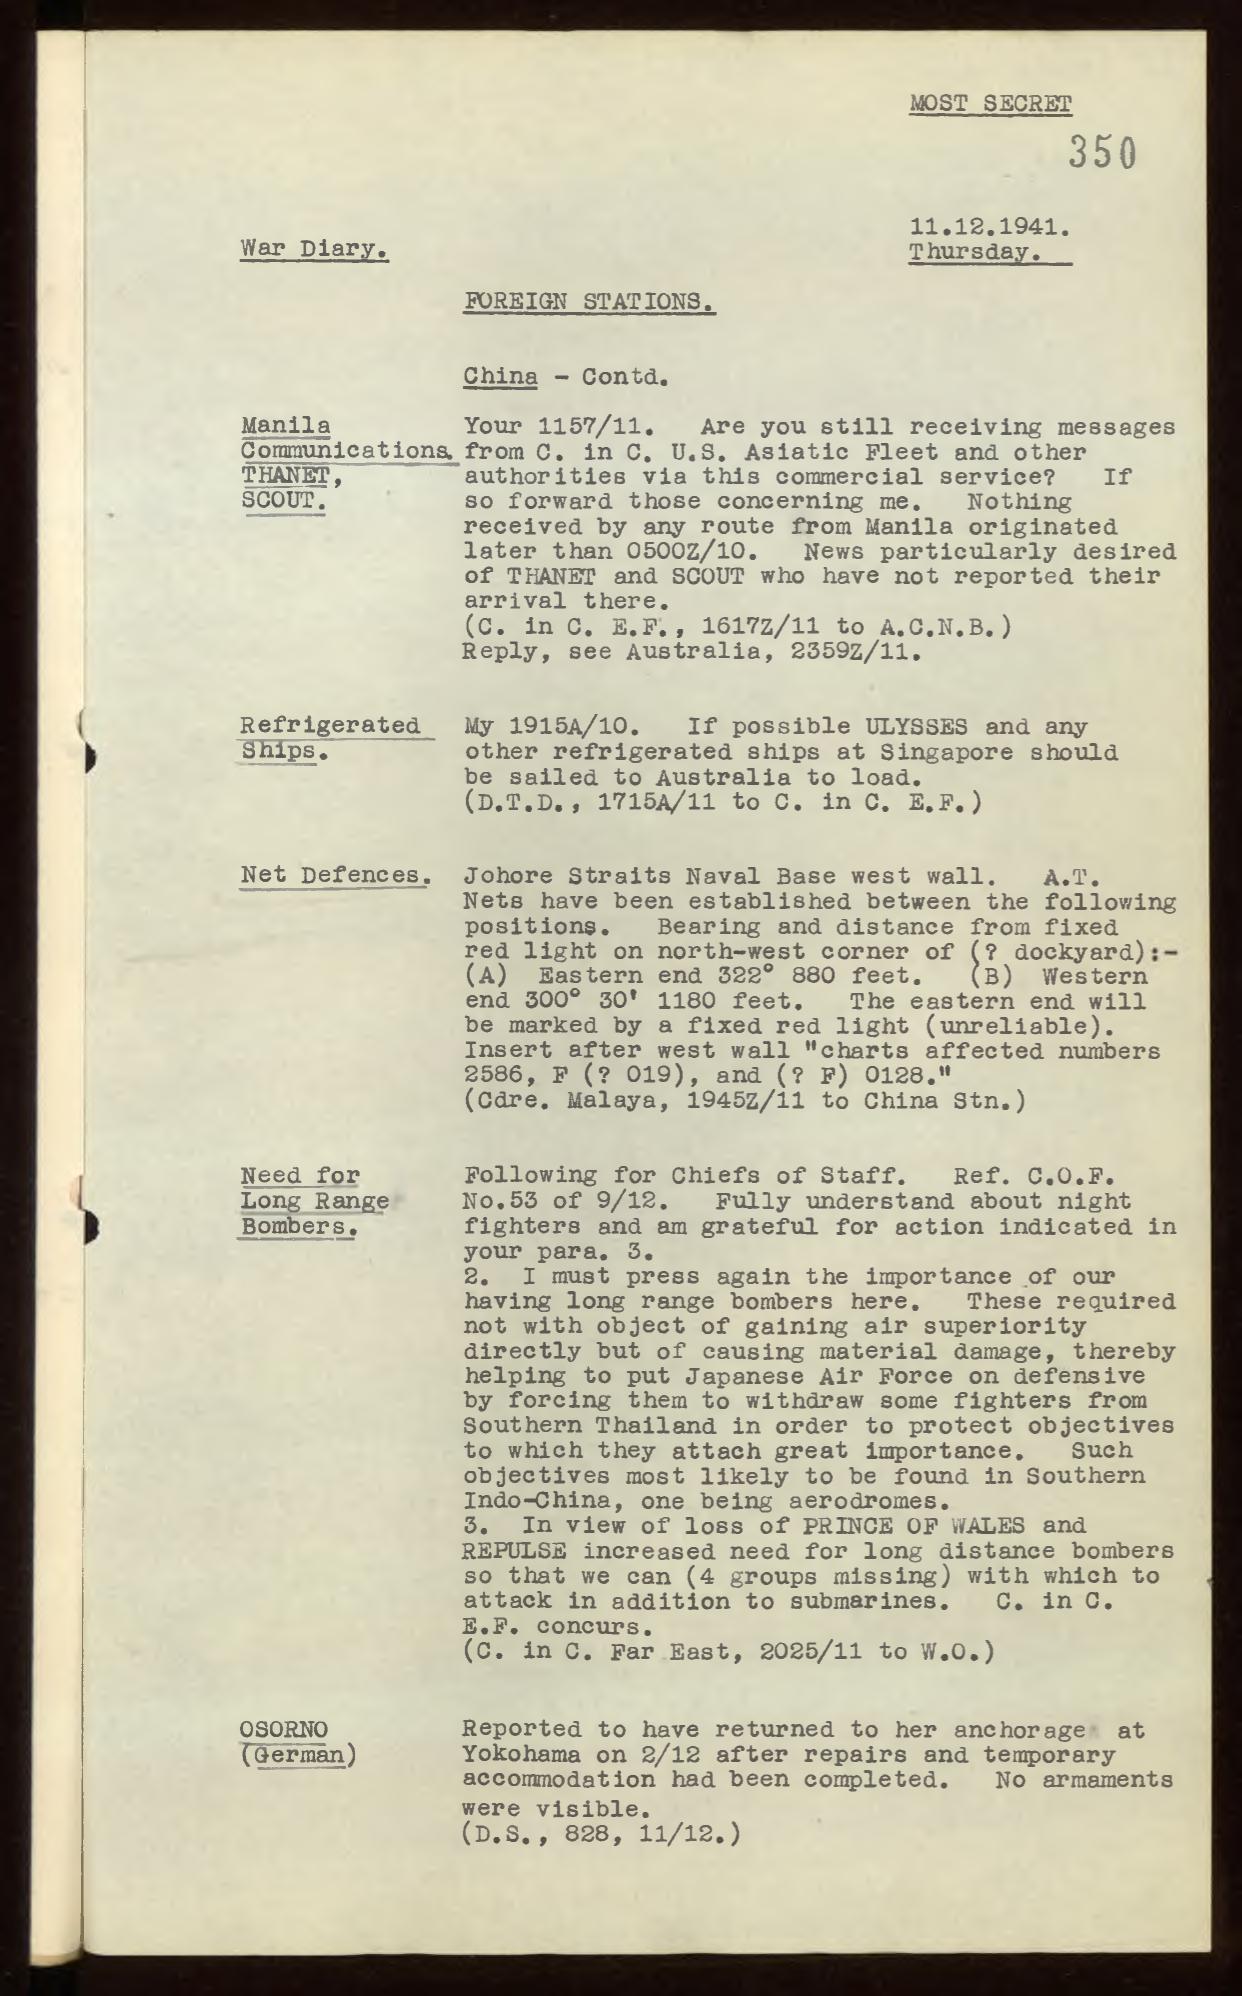 MOST SECRET
350
11.12.1941.
War Diary.
Thursday.
FOREIGN STATIONS.
China - Contd.
Manila Your 1157/11. Are you still receiving messages
Communications. from C. in C. U.S. Asiatic Fleet and other
THANET, authorities via this commercial service? If
SCOUT. so forward those concerning me. Nothing
received by any route from Manila originated
later than 0500Z/10. News particularly desired
of THANET and SCOUT who have not reported their
arrival there.
(C. in C. E.F., 1617Z/11 to A.C.N.B.)
Reply, see Australia, 2359Z/11.
Refrigerated My 1915A/10. If possible ULYSSES and any
Ships. other refrigerated ships at Singapore should
be sailed to Australia to load.
(D.T.D., 1715A/11 to C. in C. E.F.)
Net Defences. Johore Straits Naval Base west wall. A.T.
Nets have been established between the following
positions. Bearing and distance from fixed
red light on north-west corner of (? dockyard):-
(A) Eastern end 322° 880 feet. (B) Western
end 300° 30' 1180 feet. The eastern end will
be marked by a fixed red light (unreliable).
Insert after west wall "charts affected numbers
2586, F (? 019), and (? F) 0128."
(Cdre. Malaya, 1945Z/11 to China Stn.)
Need for Following for Chiefs of Staff. Ref. C.O.F.
Long Range No.53 of 9/12. Fully understand about night
Bombers. fighters and am grateful for action indicated in
your para. 3.
2. I must press again the importance of our
having long range bombers here. These required
not with object of gaining air superiority
directly but of causing material damage, thereby
helping to put Japanese Air Force on defensive
by forcing them to withdraw some fighters from
Southern Thailand in order to protect objectives
to which they attach great importance. Such
objectives most likely to be found in Southern
Indo-China, one being aerodromes.
3. In view of loss of PRINCE OF WALES and
REPULSE increased need for long distance bombers
so that we can (4 groups missing) with which to
attack in addition to submarines. C. in C.
E.F. concurs.
(C. in C. Far East, 2025/11 to W.O.)
OSORNO Reported to have returned to her anchorage at
(German) Yokohama on 2/12 after repairs and temporary
accommodation had been completed. No armaments
were visible.
(D.S., 828, 11/12.)